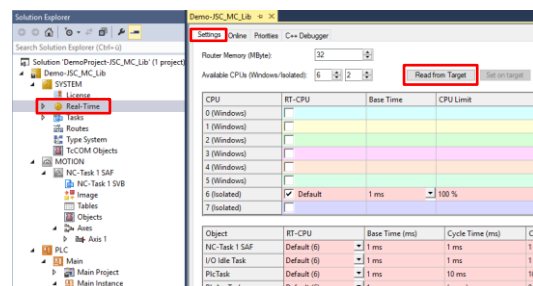 Solution Explorer
Search Solution Explorer (Ctrl+ü)
Solution 'DemoProject-JSC_MC_Lib' (1 project)
Demo-JSC_MC_Lib
SYSTEM
License
Real-Time
Tasks
Routes
Type System
TcCOM Objects
MOTION
NC-Task 1 SAF
NC-Task 1 SVB
Image
Tables
Objects
Axes
Axis 1
PLC
Main
Main Project
Main Instance
Demo-JSC_MC_Lib
Settings Online Priorities C++ Debugger
Router Memory (MByte): 32
Available CPUs (Windows/Isolated): 6 2 Read from Target Set on target
CPU RT-CPU Base Time CPU Limit
0 (Windows)
1 (Windows)
2 (Windows)
3 (Windows)
4 (Windows)
5 (Windows)
6 (Isolated) Default 1 ms 100 %
7 (Isolated)
Object RT-CPU Base Time (ms) Cycle Time (ms) C
NC-Task 1 SAF Default (6) 1 ms 1 ms 1
I/O Idle Task Default (6) 1 ms 1 ms 1
PlcTask Default (6) 1 ms 10 ms